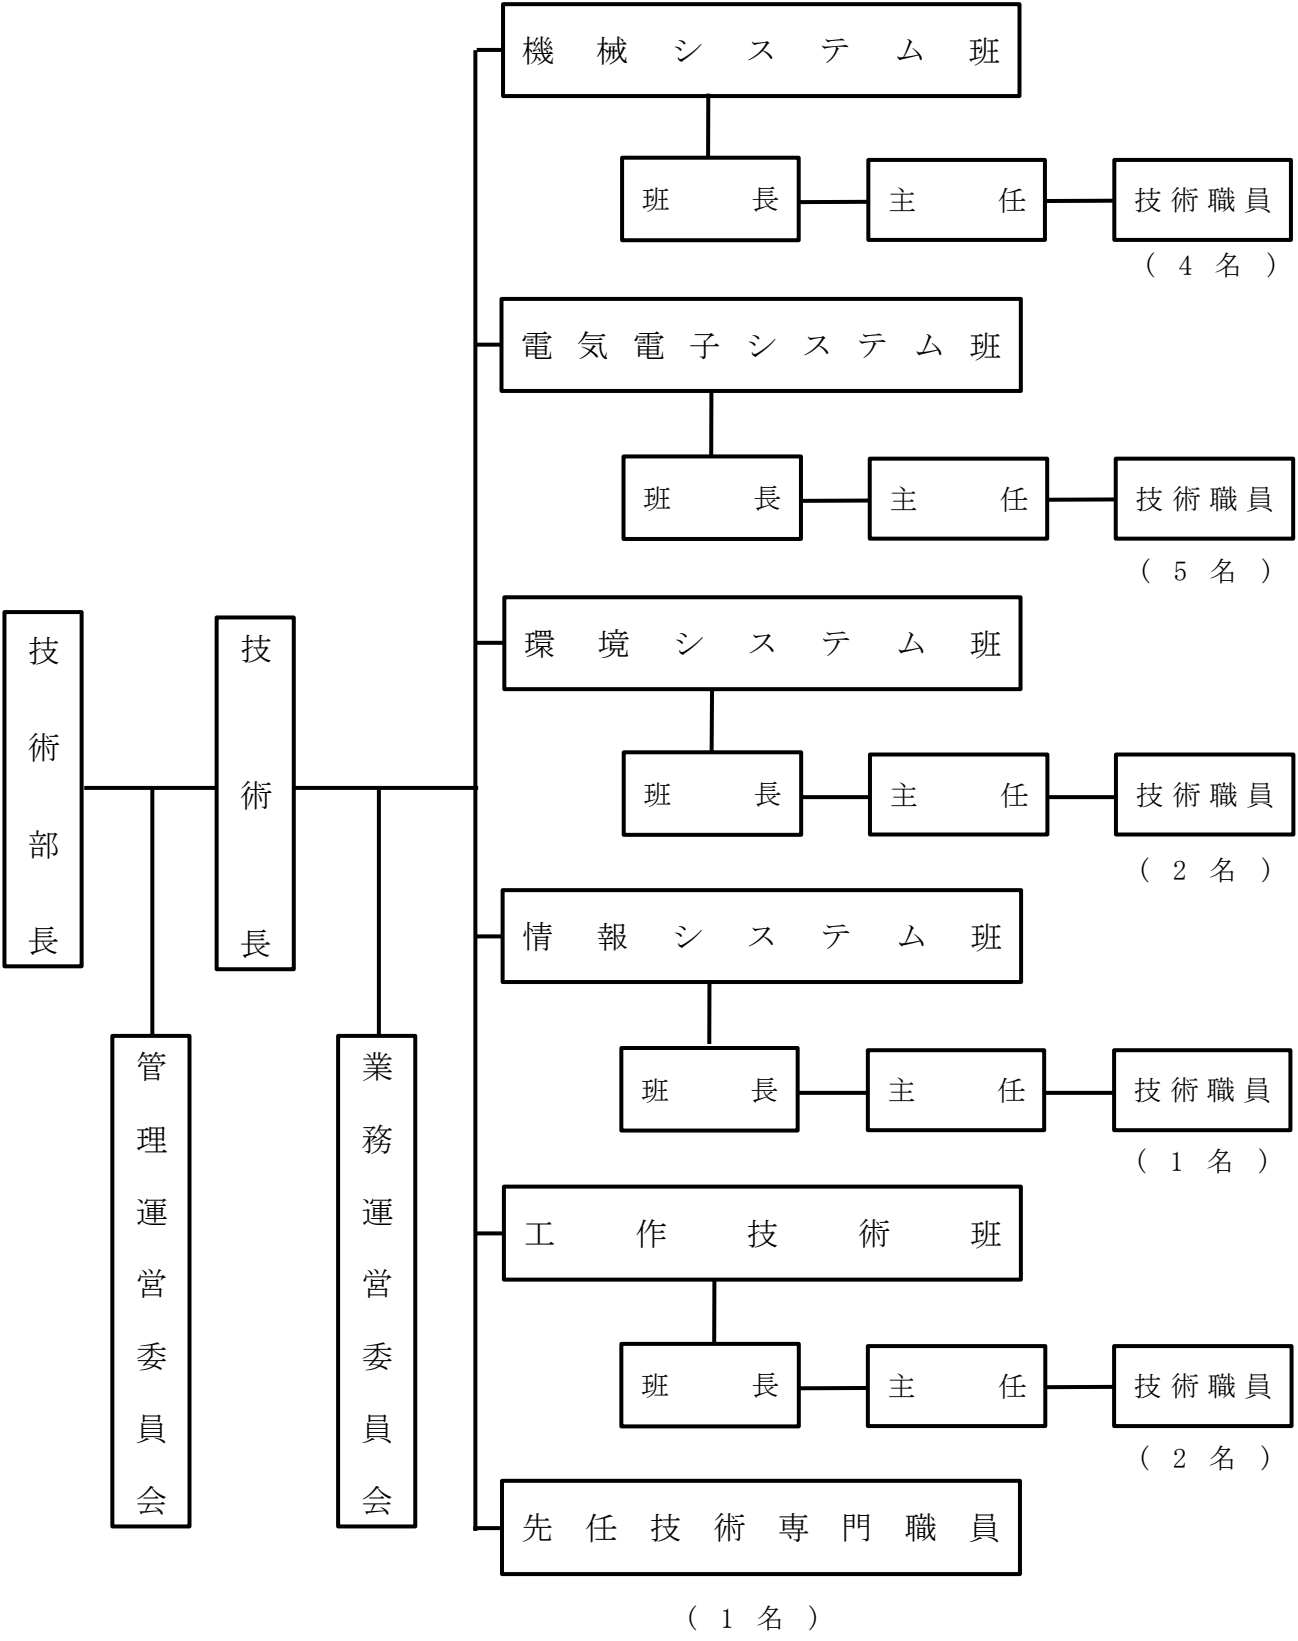 機械システム班
班長
主任
技術職員
(4名)
電気電子システム班
班長
主任
技術職員
(5名)
環境システム班
班長
主任
技術職員
(2名)
技術部長
技術長
情報システム班
班長
主任
技術職員
(1名)
管理運営委員会
業務運営委員会
工作技術班
班長
主任
技術職員
(2名)
先任技術専門職員
(1名)